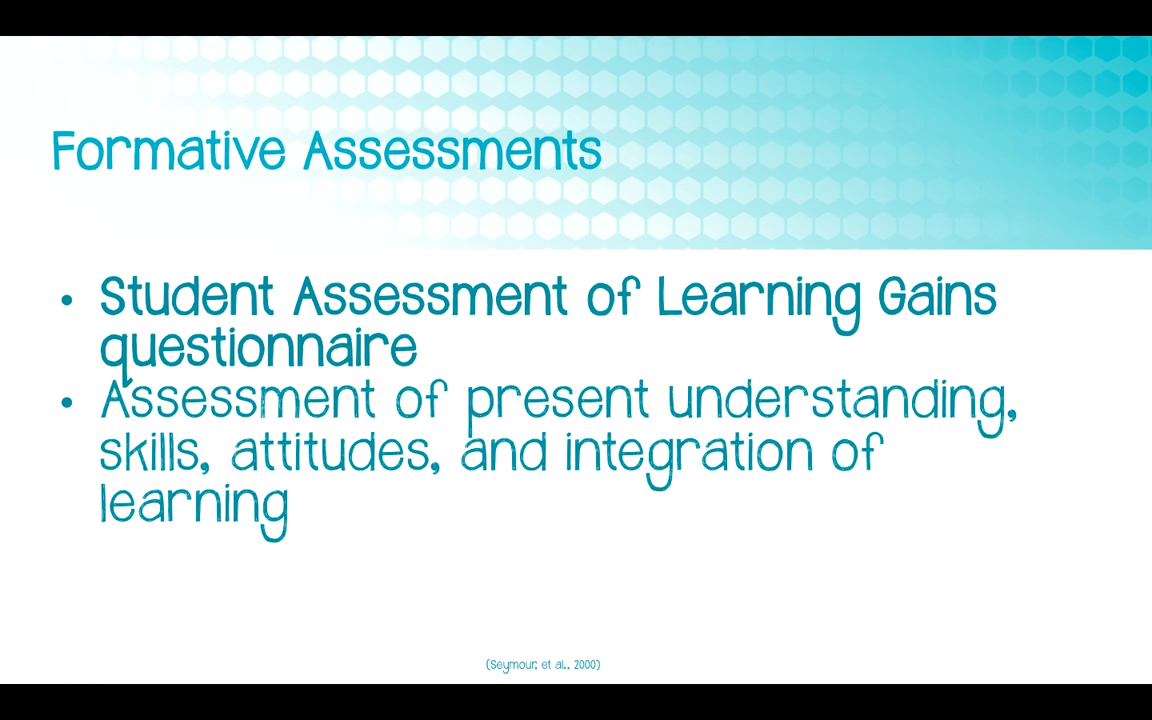 Formative Assessments
• Student Assessment of Learning Gains
questionnaire
• Assessment of present understanding,
skills, attitudes, and integration of
learning
(Seymour, et al., 2000)